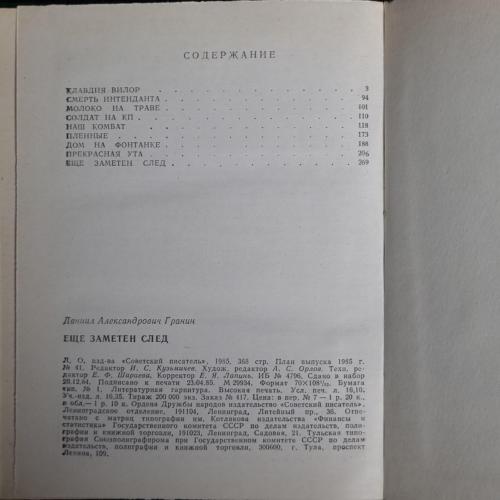 СОДЕРЖАНИЕ
КЛАВДИЯ ВИЛОР . . . . . . . . . . . 3
СМЕРТЬ ИНТЕНДАНТА . . . . . . . . . . 94
МОЛОКО НА ТРАВЕ . . . . . . . . . . 101
СОЛДАТ НА КП . . . . . . . . . . . 110
НАШ КОМБАТ . . . . . . . . . . . 118
ПЛЕННЫЕ . . . . . . . . . . . . 173
ДОМ НА ФОНТАНКЕ . . . . . . . . . . 188
ПРЕКРАСНАЯ УТА . . . . . . . . . . 206
ЕЩЕ ЗАМЕТЕН СЛЕД . . . . . . . . . . 269
Даниил Александрович Гранин
ЕЩЕ ЗАМЕТЕН СЛЕД
Л. О. изд-ва «Советский писатель», 1985, 368 стр. План выпуска 1985 г.
№ 41. Редактор И. С. Кузьмичев. Худож. редактор А. С. Орлов. Техн. ре-
дактор Е. Ф. Шараева. Корректор Е. Я. Лапинь. ИБ № 4796. Сдано в набор
20.12.84. Подписано к печати 23.04.85. М 20934. Формат 70×108¹/₃₂. Бумага
тип. № 1. Литературная гарнитура. Высокая печать. Усл. печ. л. 16,10.
Уч.-изд. л. 16,35. Тираж 200 000 экз. Заказ № 417. Цена: в пер. № 7 — 1 р. 20 к.,
в обл.— 1 р. 10 к. Ордена Дружбы народов издательство «Советский писатель».
Ленинградское отделение. 191104, Ленинград, Литейный пр., 36. Отпе-
чатано с матриц типографии им. Котлякова издательства «Финансы и
статистика» Государственного комитета СССР по делам издательств, поли-
графии и книжной торговли, 191023, Ленинград, Садовая, 21. Тульская типо-
графия Союзполиграфпрома при Государственном комитете СССР по делам
издательств, полиграфии и книжной торговли, 300600, г. Тула, проспект
Ленина, 109.